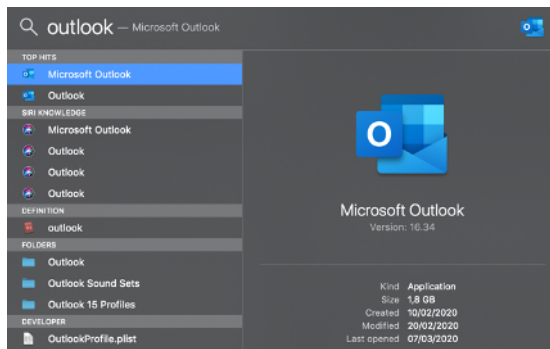 outlook — Microsoft Outlook
TOP HITS
Microsoft Outlook
Outlook
SIRI KNOWLEDGE
Microsoft Outlook
Outlook
Outlook
Outlook
DEFINITION
outlook
FOLDERS
Outlook
Outlook Sound Sets
Outlook 15 Profiles
DEVELOPER
OutlookProfile.plist
O
Microsoft Outlook
Version: 16.34
Kind Application
Size 1,8 GB
Created 10/02/2020
Modified 20/02/2020
Last opened 07/03/2020